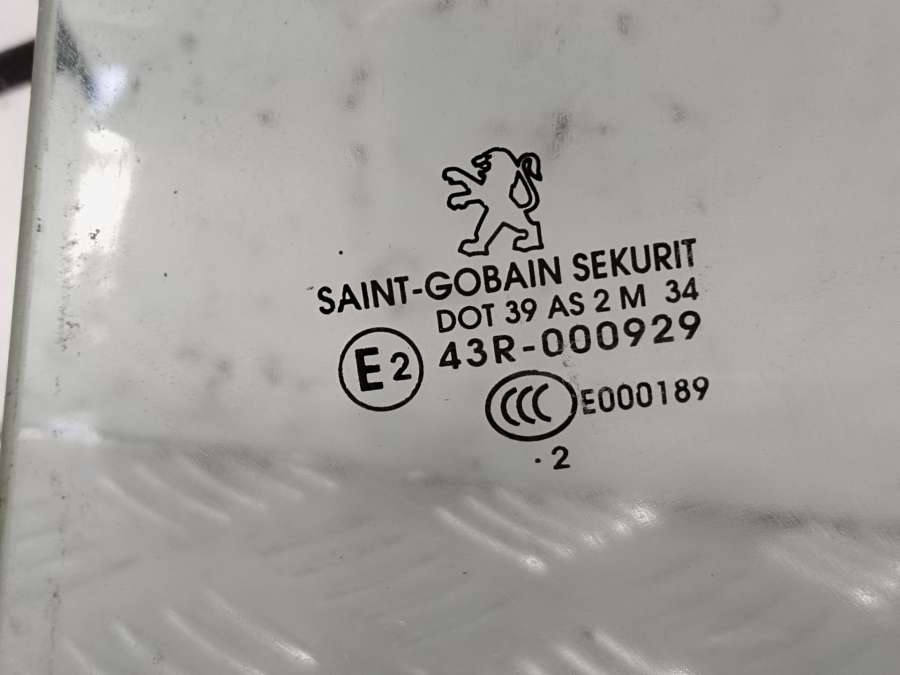 SAINT-GOBAIN SEKURIT
DOT 39 AS 2 M 34
E2 43R-000929
CCC E000189
. 2